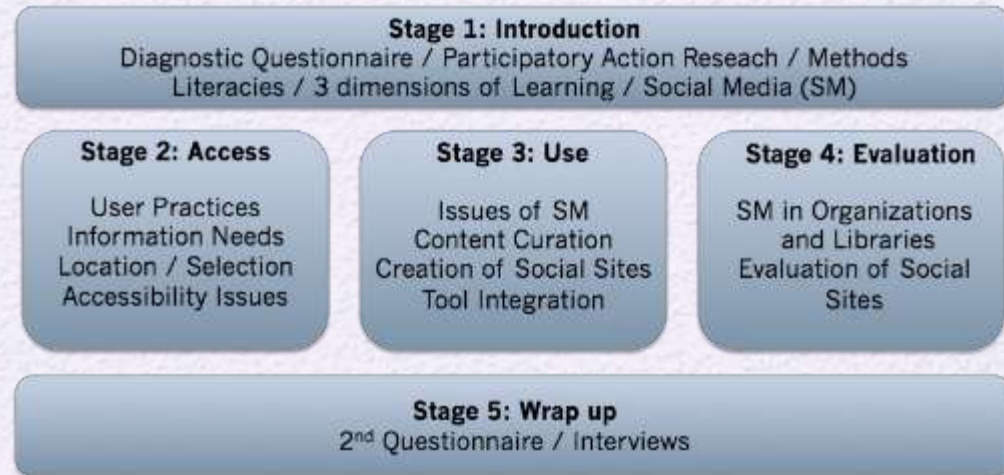 Stage 1: Introduction
Diagnostic Questionnaire / Participatory Action Reseach / Methods
Literacies / 3 dimensions of Learning / Social Media (SM)
Stage 2: Access
User Practices
Information Needs
Location / Selection
Accessibility Issues
Stage 3: Use
Issues of SM
Content Curation
Creation of Social Sites
Tool Integration
Stage 4: Evaluation
SM in Organizations
and Libraries
Evaluation of Social
Sites
Stage 5: Wrap up
2nd Questionnaire / Interviews